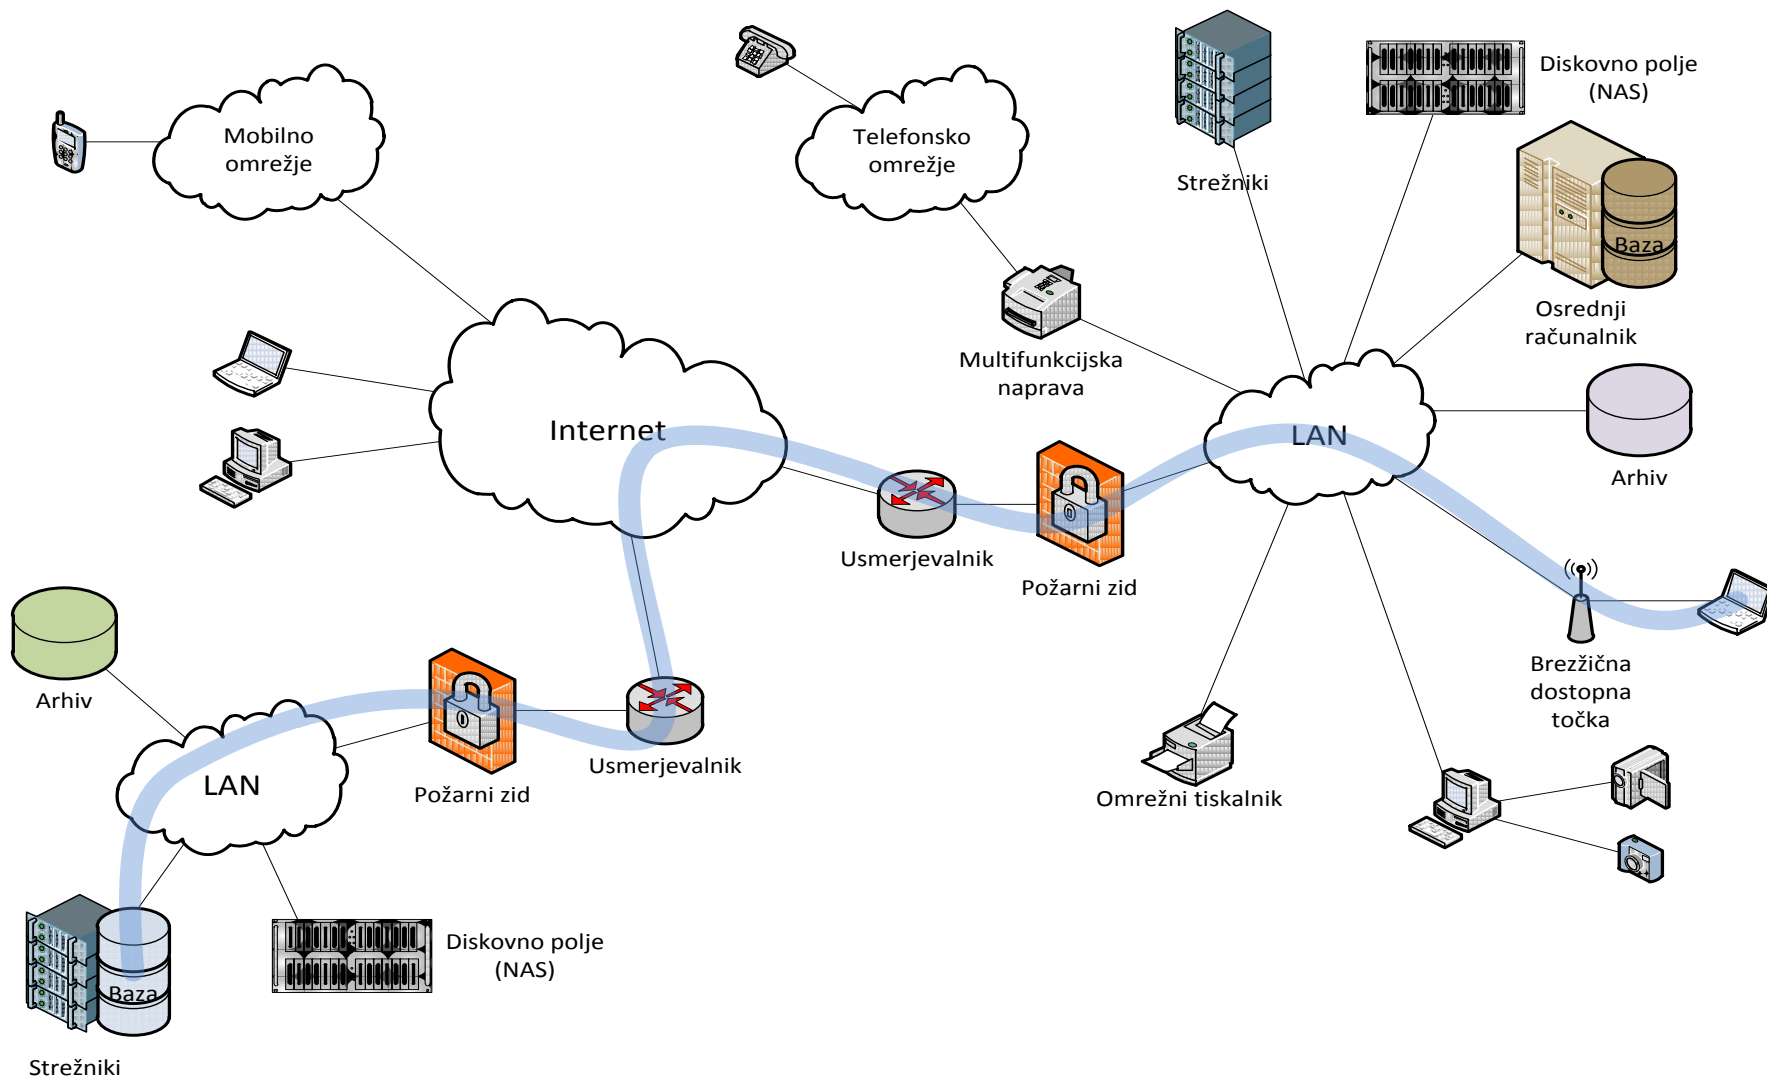 Mobilno
omrežje
Telefonsko
omrežje
Strežniki
Diskovno polje
(NAS)
Baza
Osrednji
računalnik
Multifunkcijska
naprava
Internet
LAN
Arhiv
Usmerjevalnik
Požarni zid
Brezžična
dostopna
točka
Omrežni tiskalnik
Arhiv
LAN
Požarni zid
Usmerjevalnik
Baza
Strežniki
Diskovno polje
(NAS)